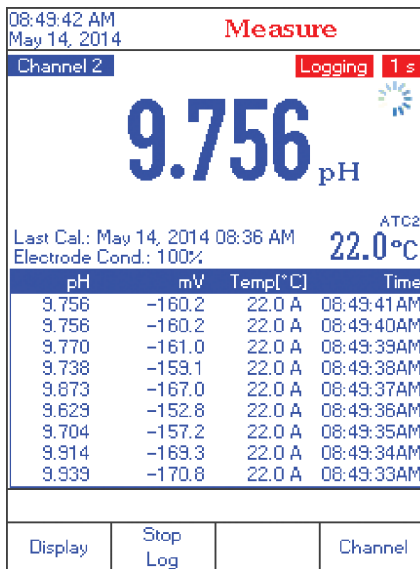 08:49:42 AM
May 14, 2014
Measure
Channel 2
Logging 1 s
9.756 pH
ATC2
22.0°C
Last Cal.: May 14, 2014 08:36 AM
Electrode Cond.: 100%
pH mV Temp[°C] Time
9.756 -160.2 22.0 A 08:49:41AM
9.756 -160.2 22.0 A 08:49:40AM
9.770 -161.0 22.0 A 08:49:39AM
9.738 -159.1 22.0 A 08:49:38AM
9.873 -167.0 22.0 A 08:49:37AM
9.629 -152.8 22.0 A 08:49:36AM
9.704 -157.2 22.0 A 08:49:35AM
9.914 -169.3 22.0 A 08:49:34AM
9.939 -170.8 22.0 A 08:49:33AM
Display
Stop
Log
Channel